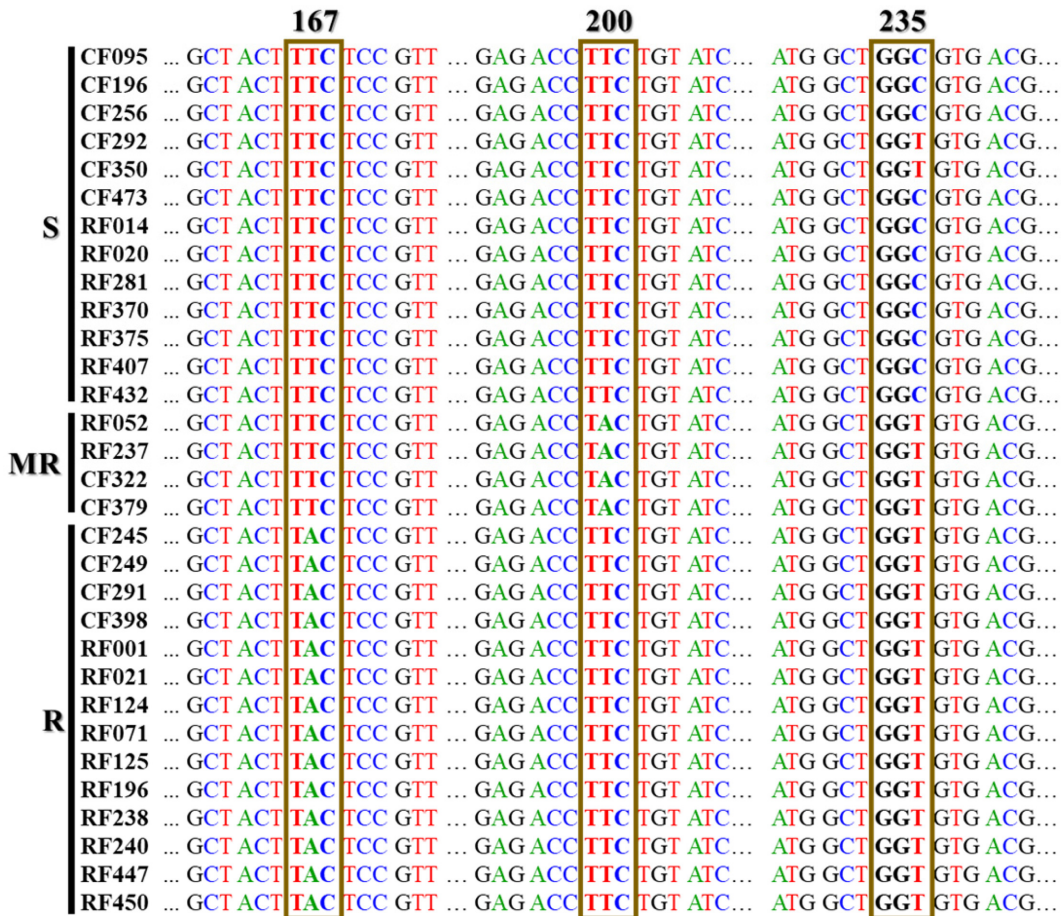 167 200 235
CF095 ... GCT ACT TTC TCC GTT ... GAG ACC TTC TGT ATC... ATG GCT GGC GTG ACG...
CF196 ... GCT ACT TTC TCC GTT ... GAG ACC TTC TGT ATC... ATG GCT GGC GTG ACG...
CF256 ... GCT ACT TTC TCC GTT ... GAG ACC TTC TGT ATC... ATG GCT GGC GTG ACG...
CF292 ... GCT ACT TTC TCC GTT ... GAG ACC TTC TGT ATC... ATG GCT GGT GTG ACG...
CF350 ... GCT ACT TTC TCC GTT ... GAG ACC TTC TGT ATC... ATG GCT GGT GTG ACG...
CF473 ... GCT ACT TTC TCC GTT ... GAG ACC TTC TGT ATC... ATG GCT GGC GTG ACG...
S RF014 ... GCT ACT TTC TCC GTT ... GAG ACC TTC TGT ATC... ATG GCT GGC GTG ACG...
RF020 ... GCT ACT TTC TCC GTT ... GAG ACC TTC TGT ATC... ATG GCT GGC GTG ACG...
RF281 ... GCT ACT TTC TCC GTT ... GAG ACC TTC TGT ATC... ATG GCT GGC GTG ACG...
RF370 ... GCT ACT TTC TCC GTT ... GAG ACC TTC TGT ATC... ATG GCT GGC GTG ACG...
RF375 ... GCT ACT TTC TCC GTT ... GAG ACC TTC TGT ATC... ATG GCT GGC GTG ACG...
RF407 ... GCT ACT TTC TCC GTT ... GAG ACC TTC TGT ATC... ATG GCT GGC GTG ACG...
RF432 ... GCT ACT TTC TCC GTT ... GAG ACC TTC TGT ATC... ATG GCT GGC GTG ACG...
RF052 ... GCT ACT TTC TCC GTT ... GAG ACC TAC TGT ATC... ATG GCT GGT GTG ACG...
MR RF237 ... GCT ACT TTC TCC GTT ... GAG ACC TAC TGT ATC... ATG GCT GGT GTG ACG...
CF322 ... GCT ACT TTC TCC GTT ... GAG ACC TAC TGT ATC... ATG GCT GGT GTG ACG...
CF379 ... GCT ACT TTC TCC GTT ... GAG ACC TAC TGT ATC... ATG GCT GGT GTG ACG...
CF245 ... GCT ACT TAC TCC GTT ... GAG ACC TTC TGT ATC... ATG GCT GGT GTG ACG...
CF249 ... GCT ACT TAC TCC GTT ... GAG ACC TTC TGT ATC... ATG GCT GGT GTG ACG...
CF291 ... GCT ACT TAC TCC GTT ... GAG ACC TTC TGT ATC... ATG GCT GGT GTG ACG...
CF398 ... GCT ACT TAC TCC GTT ... GAG ACC TTC TGT ATC... ATG GCT GGT GTG ACG...
RF001 ... GCT ACT TAC TCC GTT ... GAG ACC TTC TGT ATC... ATG GCT GGT GTG ACG...
RF021 ... GCT ACT TAC TCC GTT ... GAG ACC TTC TGT ATC... ATG GCT GGT GTG ACG...
RF124 ... GCT ACT TAC TCC GTT ... GAG ACC TTC TGT ATC... ATG GCT GGT GTG ACG...
R RF071 ... GCT ACT TAC TCC GTT ... GAG ACC TTC TGT ATC... ATG GCT GGT GTG ACG...
RF125 ... GCT ACT TAC TCC GTT ... GAG ACC TTC TGT ATC... ATG GCT GGT GTG ACG...
RF196 ... GCT ACT TAC TCC GTT ... GAG ACC TTC TGT ATC... ATG GCT GGT GTG ACG...
RF238 ... GCT ACT TAC TCC GTT ... GAG ACC TTC TGT ATC... ATG GCT GGT GTG ACG...
RF240 ... GCT ACT TAC TCC GTT ... GAG ACC TTC TGT ATC... ATG GCT GGT GTG ACG...
RF447 ... GCT ACT TAC TCC GTT ... GAG ACC TTC TGT ATC... ATG GCT GGT GTG ACG...
RF450 ... GCT ACT TAC TCC GTT ... GAG ACC TTC TGT ATC... ATG GCT GGT GTG ACG...